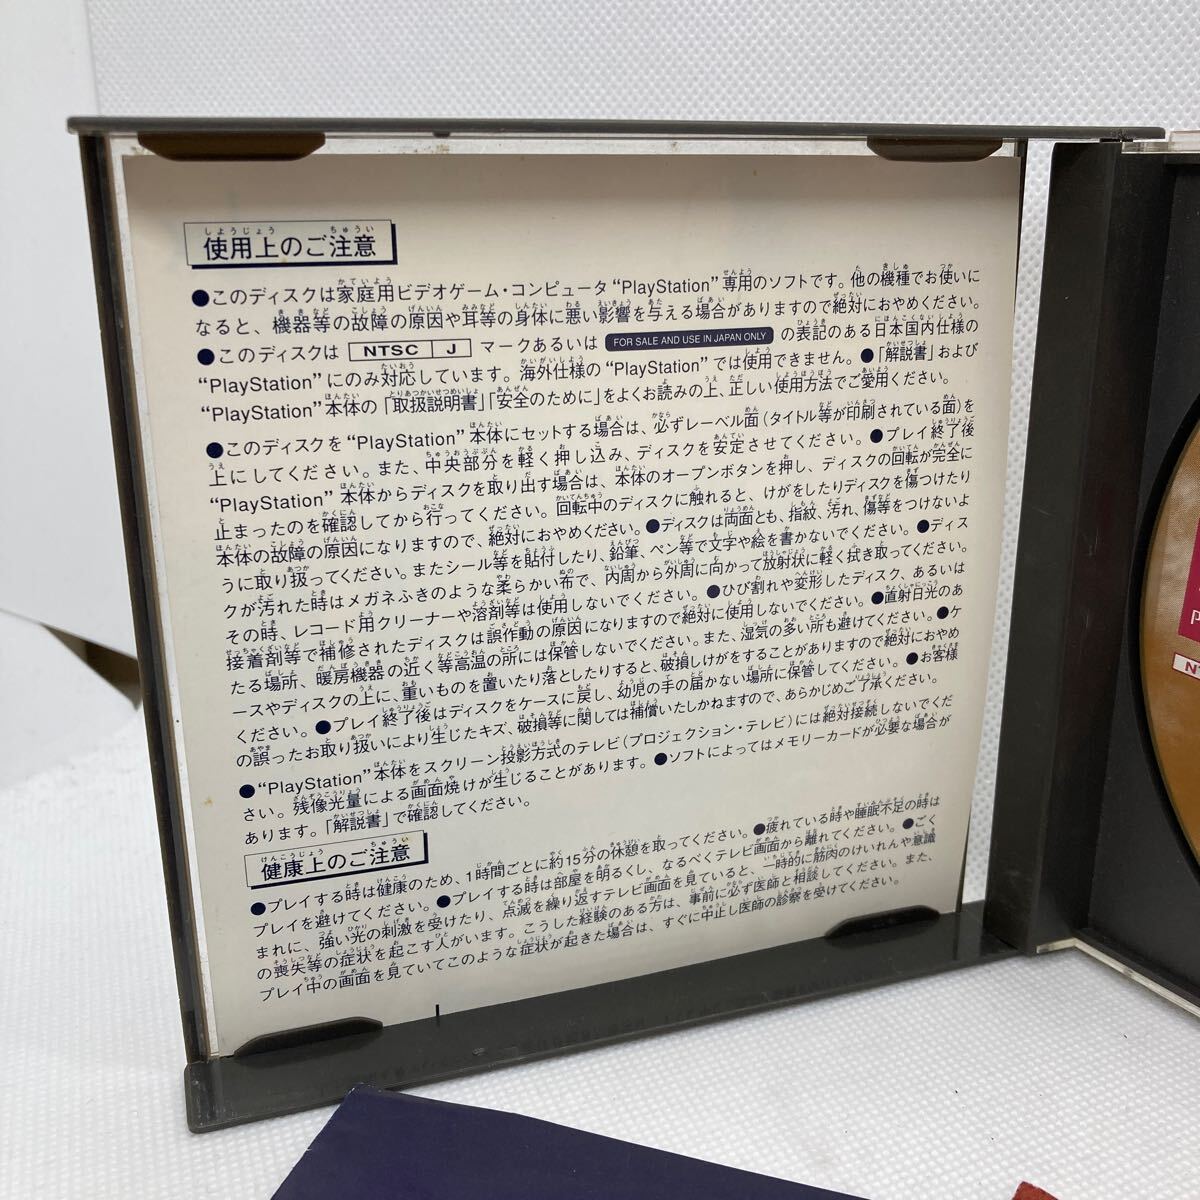 使用上のご注意
●このディスクは家庭用ビデオゲーム・コンピュータ“PlayStation”専用のソフトです。他の機種でお使いに
なると、機器等の故障の原因や耳等の身体に悪い影響を与える場合がありますので絶対におやめください。
●このディスクは NTSC J マークあるいは FOR SALE AND USE IN JAPAN ONLY の表記のある日本国内仕様の
“PlayStation”にのみ対応しています。海外仕様の“PlayStation”では使用できません。●「解説書」および
“PlayStation”本体の「取扱説明書」「安全のために」をよくお読みの上、正しい使用方法でご愛用ください。
●このディスクを“PlayStation”本体にセットする場合は、必ずレーベル面(タイトル等が印刷されている面)を
上にしてください。また、中央部分を軽く押し込み、ディスクを安定させてください。●プレイ終了後
“PlayStation”本体からディスクを取り出す場合は、本体のオープンボタンを押し、ディスクの回転が完全に
止まったのを確認してから行ってください。回転中のディスクに触れると、けがをしたりディスクを傷つけたり
本体の故障の原因になりますので、絶対におやめください。●ディスクは両面とも、指紋、汚れ、傷等をつけないよ
うに取り扱ってください。またシール等を貼付したり、鉛筆、ペン等で文字や絵を書かないでください。●ディス
クが汚れた時はメガネふきのような柔らかい布で、内周から外周に向かって放射状に軽く拭き取ってください。
その時、レコード用クリーナーや溶剤等は使用しないでください。●ひび割れや変形したディスク、あるいは
接着剤等で補修されたディスクは誤作動の原因になりますので絶対に使用しないでください。●直射日光のあ
たる場所、暖房機器の近く等高温の所には保管しないでください。また、湿気の多い所も避けてください。●ケ
ースやディスクの上に、重いものを置いたり落としたりすると、破損しけがをすることがありますので絶対におやめ
ください。●プレイ終了後はディスクをケースに戻し、幼児の手の届かない場所に保管してください。●お客様
の誤ったお取り扱いにより生じたキズ、破損等に関しては補償いたしかねますので、あらかじめご了承ください。
●“PlayStation”本体をスクリーン投影方式のテレビ(プロジェクション・テレビ)には絶対接続しないでくだ
さい。残像光量による画面焼けが生じることがあります。●ソフトによってはメモリーカードが必要な場合が
あります。「解説書」で確認してください。
健康上のご注意
●プレイする時は健康のため、1時間ごとに約15分の休憩を取ってください。●疲れている時や睡眠不足の時は
プレイを避けてください。●プレイする時は部屋を明るくし、なるべくテレビ画面から離れてください。●ごく
まれに、強い光の刺激を受けたり、点滅を繰り返すテレビ画面を見ていると、一時的に筋肉のけいれんや意識
の喪失等の症状を起こす人がいます。こうした経験のある方は、事前に必ず医師と相談してください。また、
プレイ中の画面を見ていてこのような症状が起きた場合は、すぐに中止し医師の診察を受けてください。